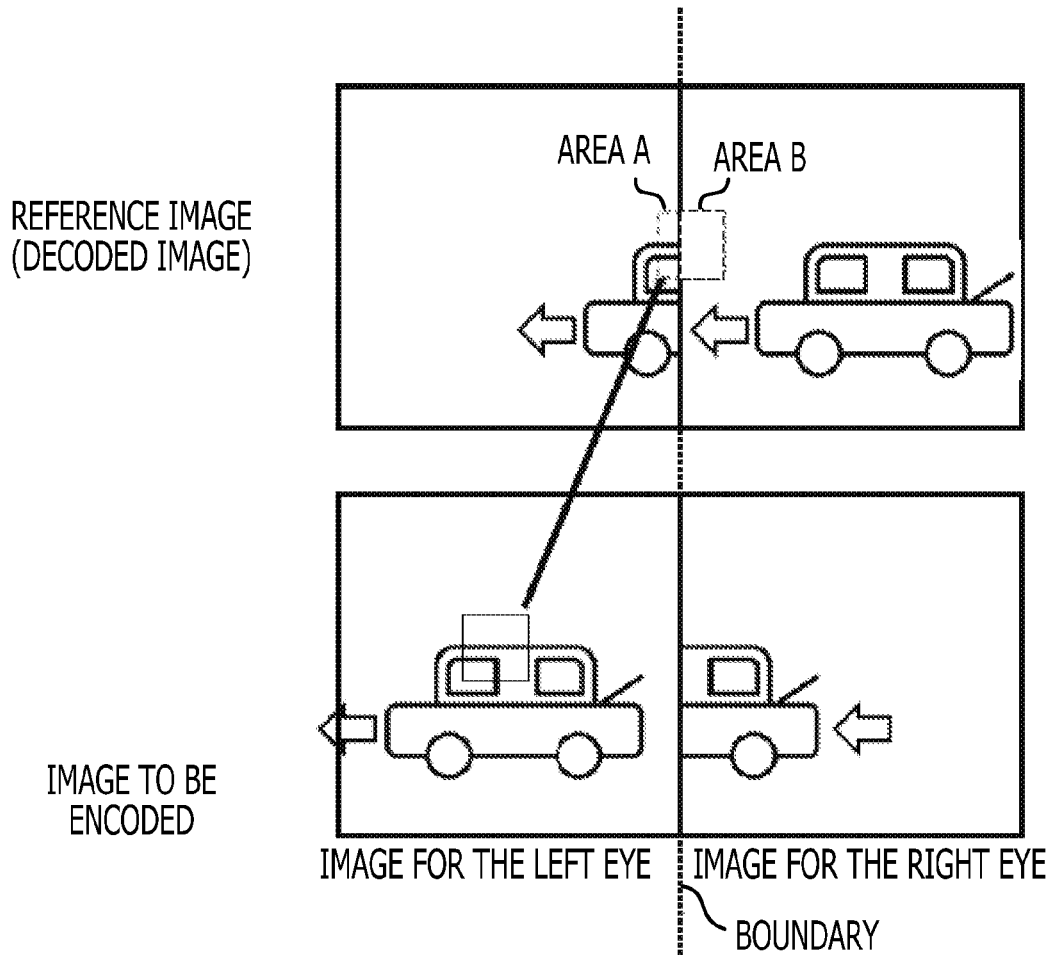 AREA A
AREA B
REFERENCE IMAGE
(DECODED IMAGE)
IMAGE TO BE
ENCODED
IMAGE FOR THE LEFT EYE
IMAGE FOR THE RIGHT EYE
BOUNDARY